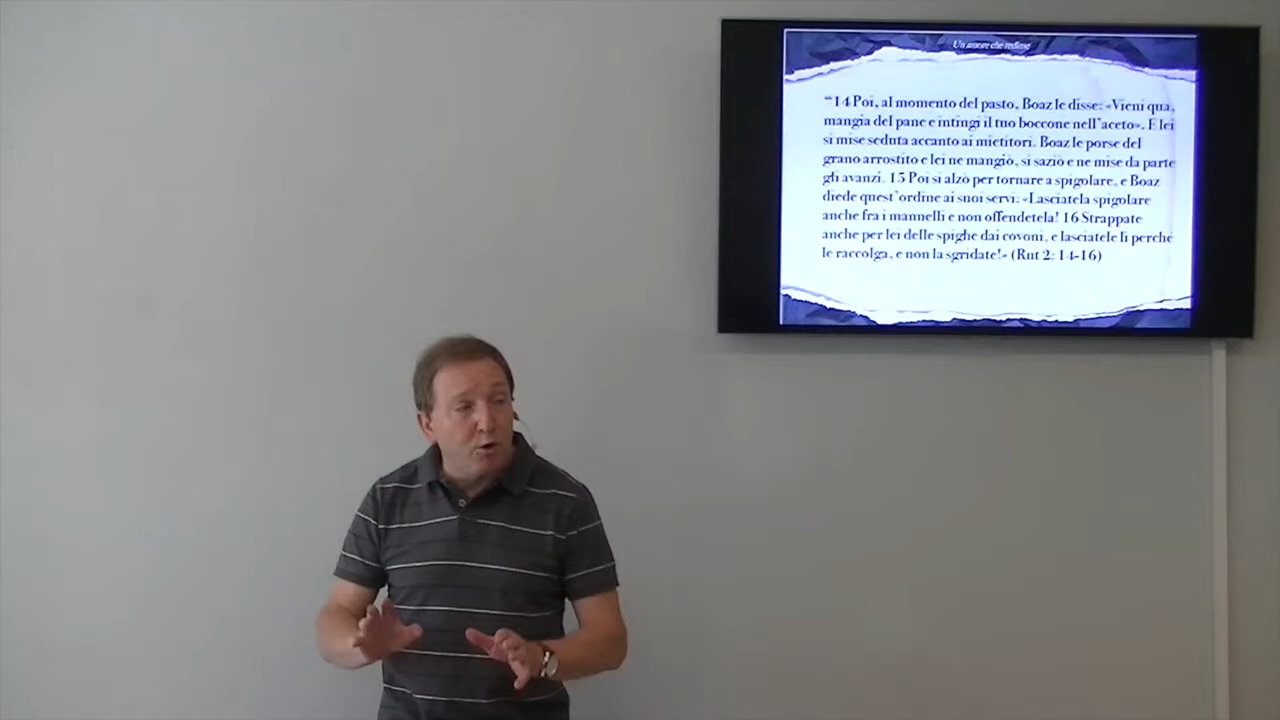 Un amore che redime
“"14 Poi, al momento del pasto, Boaz le disse: «Vieni qua,
mangia del pane e intingi il tuo boccone nell'aceto». E lei
si mise seduta accanto ai mietitori. Boaz le porse del
grano arrostito e lei ne mangiò, si saziò e ne mise da parte
gli avanzi. 15 Poi si alzò per tornare a spigolare, e Boaz
diede quest'ordine ai suoi servi: «Lasciatela spigolare
anche fra i mannelli e non offendetela! 16 Strappate
anche per lei delle spighe dai covoni, e lasciatele lì perché
le raccolga, e non la sgridate!» (Rut 2: 14-16)